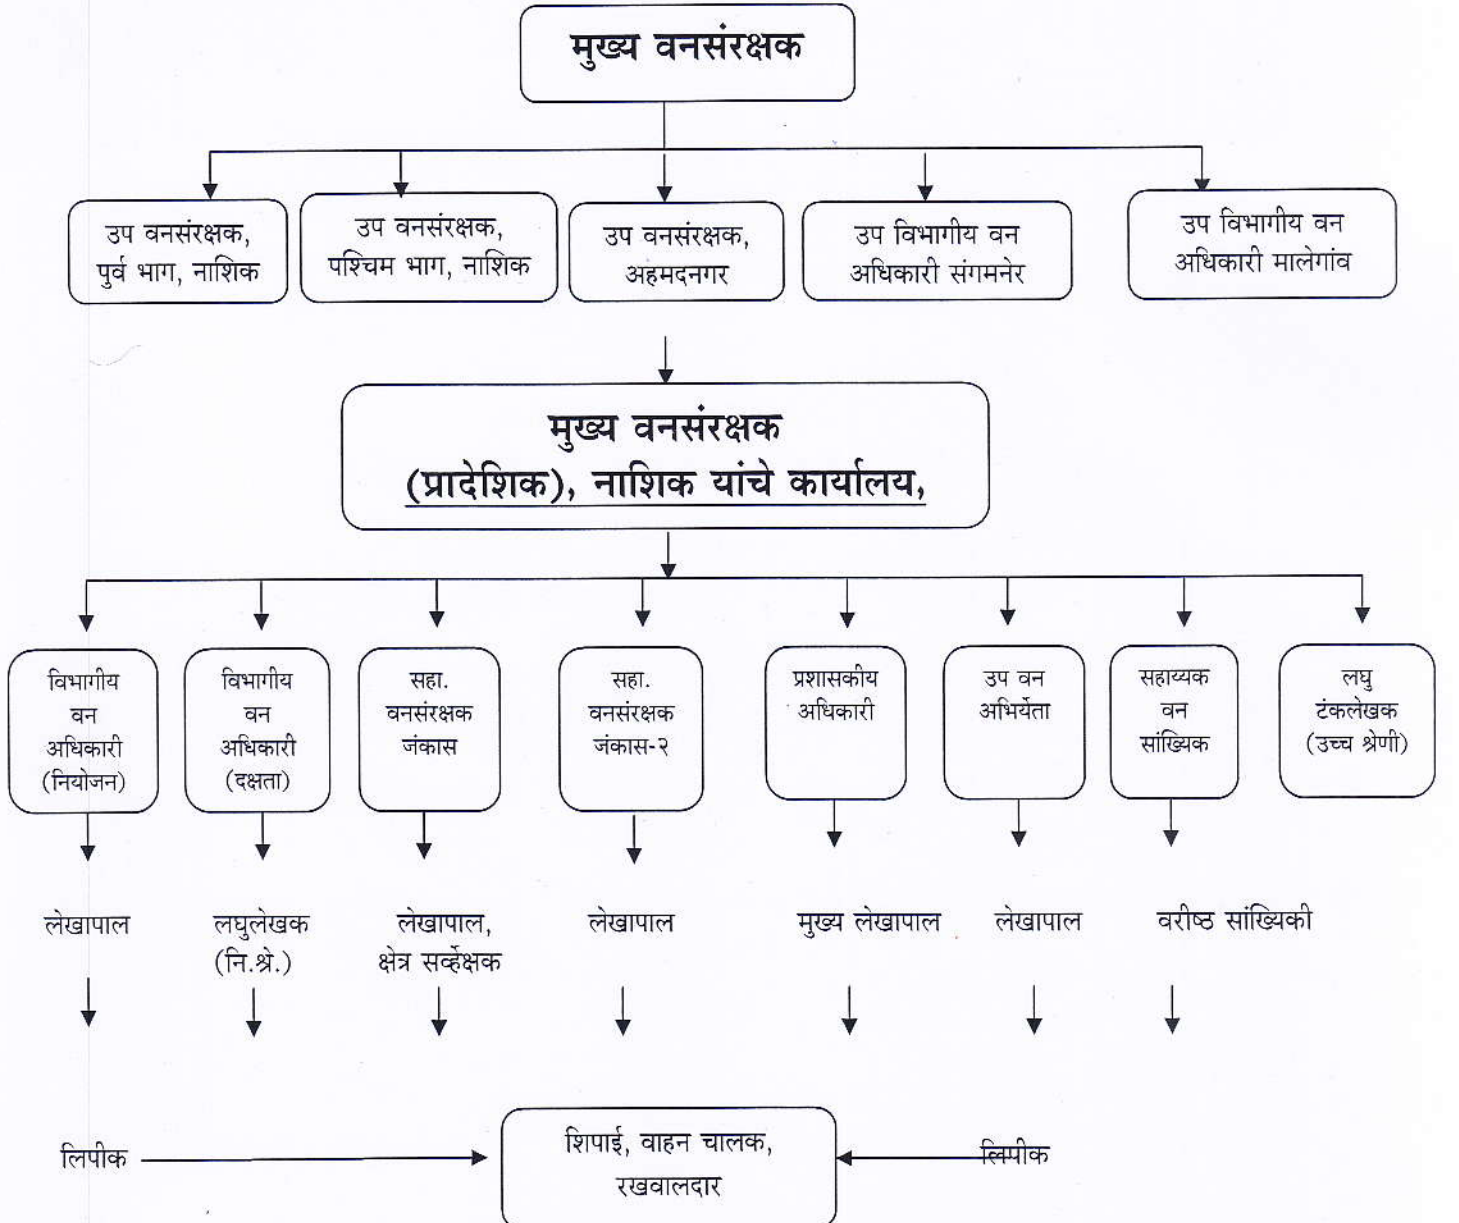 मुख्य वनसंरक्षक
उप वनसंरक्षक,
पुर्व भाग, नाशिक
उप वनसंरक्षक,
पश्चिम भाग, नाशिक
उप वनसंरक्षक,
अहमदनगर
उप विभागीय वन
अधिकारी संगमनेर
उप विभागीय वन
अधिकारी मालेगांव
मुख्य वनसंरक्षक
(प्रादेशिक), नाशिक यांचे कार्यालय,
विभागीय
वन
अधिकारी
(नियोजन)
विभागीय
वन
अधिकारी
(दक्षता)
सहा.
वनसंरक्षक
जंकास
सहा.
वनसंरक्षक
जंकास-२
प्रशासकीय
अधिकारी
उप वन
अभियंता
सहाय्यक
वन
सांख्यिक
लघु
टंकलेखक
(उच्च श्रेणी)
लेखापाल
लघुलेखक
(नि.श्रे.)
लेखापाल,
क्षेत्र सर्व्हेक्षक
लेखापाल
मुख्य लेखापाल
लेखापाल
वरीष्ठ सांख्यिकी
लिपीक
शिपाई, वाहन चालक,
रखवालदार
लिपीक